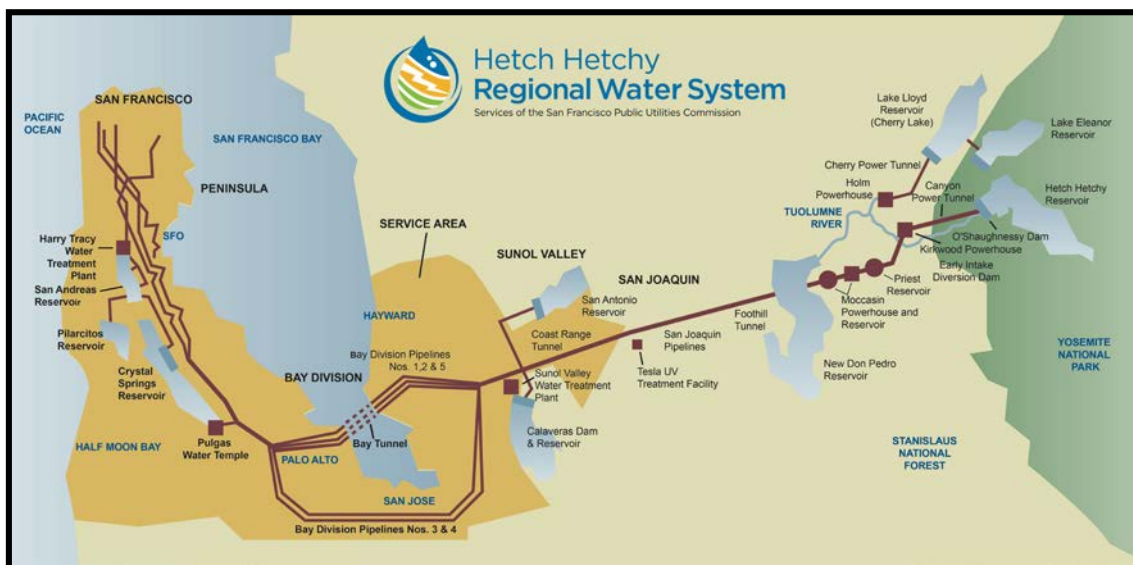 Hetch Hetchy
Regional Water System
Services of the San Francisco Public Utilities Commission
SAN FRANCISCO
PACIFIC
OCEAN
SAN FRANCISCO BAY
PENINSULA
SFO
Harry Tracy
Water
Treatment
Plant
San Andreas
Reservoir
Pilarcitos
Reservoir
Crystal
Springs
Reservoir
HALF MOON BAY
Pulgas
Water Temple
SERVICE AREA
HAYWARD
Bay Division Pipelines
Nos. 1,2 & 5
BAY DIVISION
Bay Tunnel
PALO ALTO
SAN JOSE
Bay Division Pipelines Nos. 3 & 4
SUNOL VALLEY
San Antonio
Reservoir
Coast Range
Tunnel
Sunol Valley
Water Treatment
Plant
Calaveras Dam
& Reservoir
SAN JOAQUIN
San Joaquin
Pipelines
Tesla UV
Treatment Facility
Foothill
Tunnel
New Don Pedro
Reservoir
Moccasin
Powerhouse and
Reservoir
Priest
Reservoir
TUOLUMNE
RIVER
Lake Lloyd
Reservoir
(Cherry Lake)
Lake Eleanor
Reservoir
Cherry Power Tunnel
Holm
Powerhouse
Canyon
Power Tunnel
Hetch Hetchy
Reservoir
O'Shaughnessy Dam
Kirkwood Powerhouse
Early Intake
Diversion Dam
YOSEMITE
NATIONAL
PARK
STANISLAUS
NATIONAL
FOREST